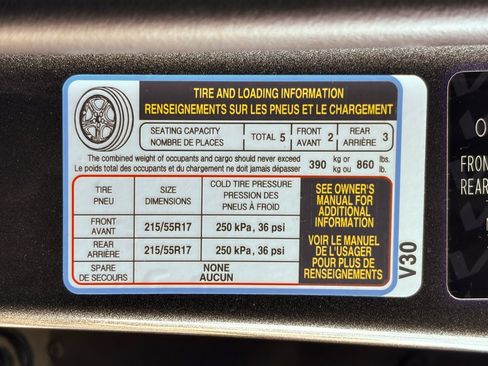 TIRE AND LOADING INFORMATION
RENSEIGNEMENTS SUR LES PNEUS ET LE CHARGEMENT
SEATING CAPACITY
NOMBRE DE PLACES
TOTAL 5
FRONT
AVANT 2
REAR
ARRIÈRE 3
The combined weight of occupants and cargo should never exceed
Le poids total des occupants et du chargement ne doit jamais dépasser
390 kg or
kg ou
860 lbs.
lb.
TIRE
PNEU
SIZE
DIMENSIONS
COLD TIRE PRESSURE
PRESSION DES
PNEUS À FROID
FRONT
AVANT
215/55R17
250 kPa, 36 psi
REAR
ARRIÈRE
215/55R17
250 kPa, 36 psi
SPARE
DE SECOURS
NONE
AUCUN
SEE OWNER'S
MANUAL FOR
ADDITIONAL
INFORMATION
VOIR LE MANUEL
DE L'USAGER
POUR PLUS DE
RENSEIGNEMENTS
V30
FRON
REAR